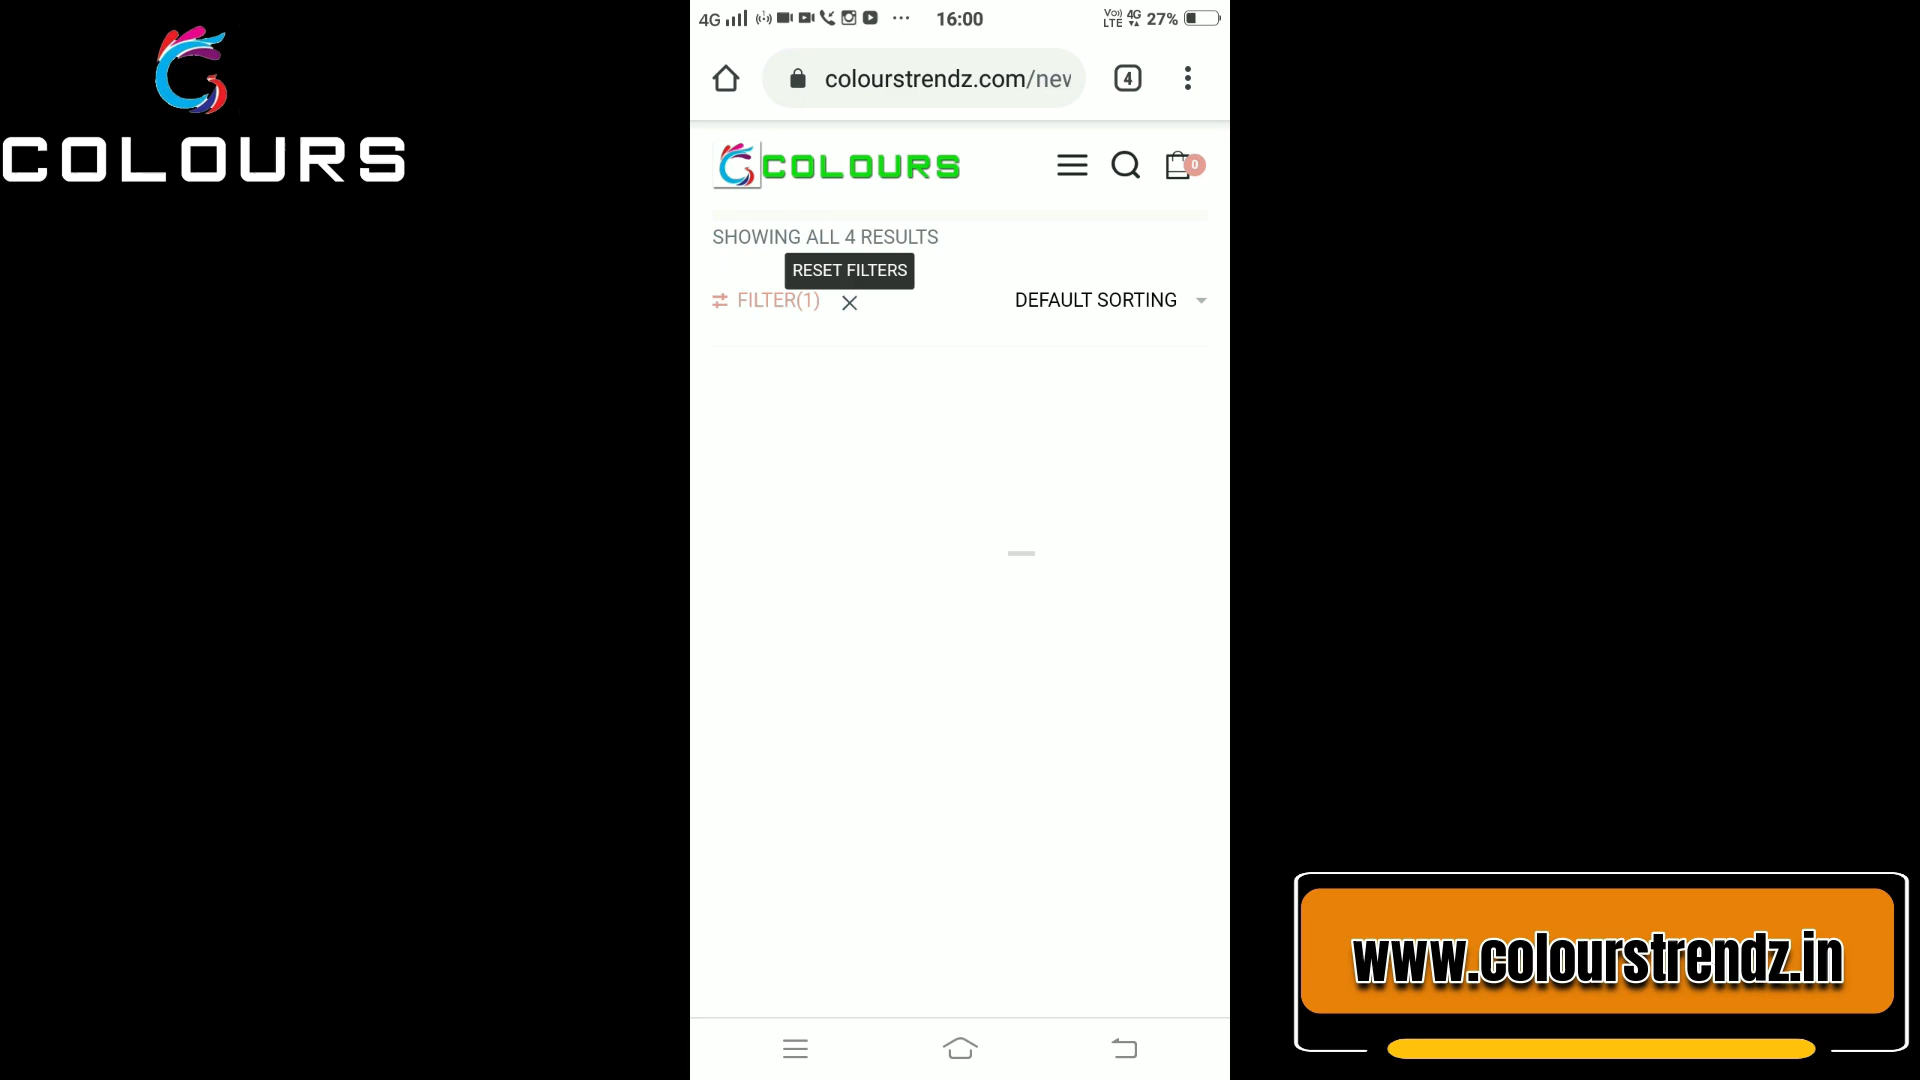 COLOURS
4G
16:00
Vo)) LTE 4G 27%
colourstrendz.com/nev
4
COLOURS
0
SHOWING ALL 4 RESULTS
RESET FILTERS
FILTER(1)
DEFAULT SORTING
www.colourstrendz.in